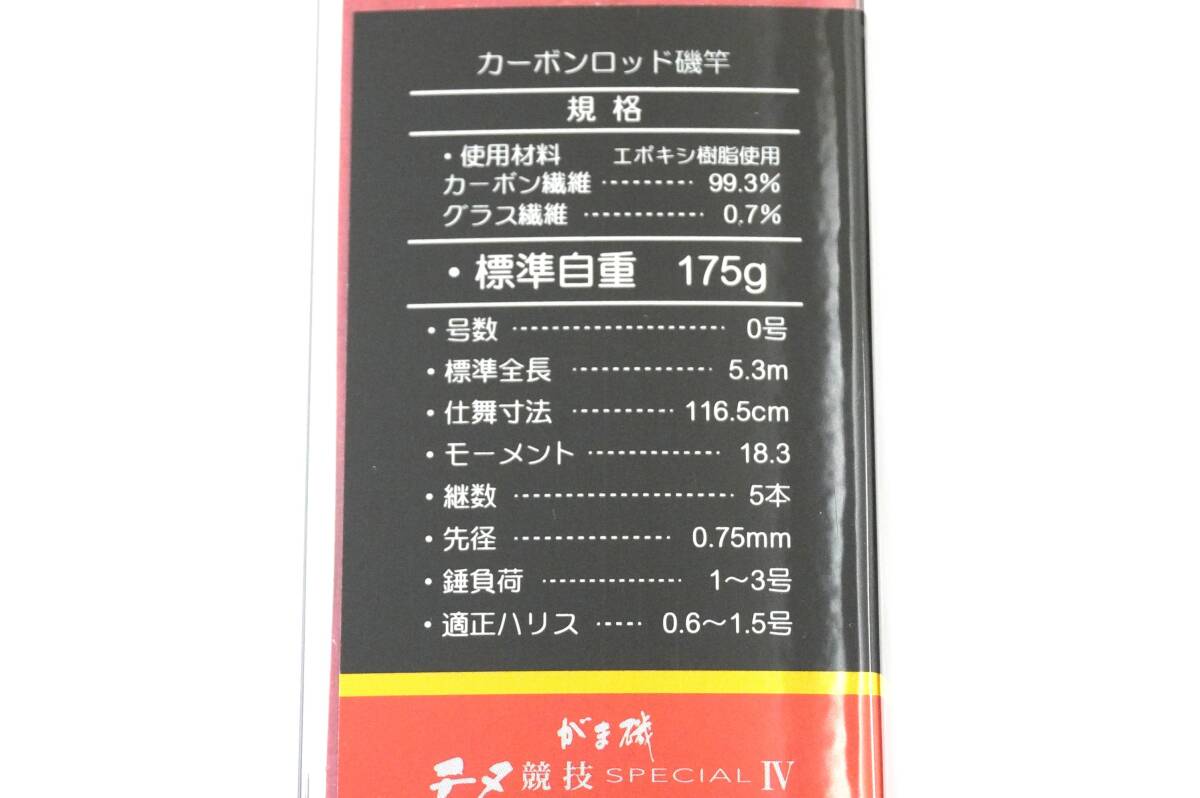 カーボンロッド磯竿
規格
・使用材料 エポキシ樹脂使用
カーボン繊維 ………… 99.3%
グラス繊維 ………… 0.7%
・標準自重 175g
・号数 ………… 0号
・標準全長 ………… 5.3m
・仕舞寸法 ………… 116.5cm
・モーメント ………… 18.3
・継数 ………… 5本
・先径 ………… 0.75mm
・錘負荷 ………… 1〜3号
・適正ハリス …… 0.6〜1.5号
がま磯
チヌ競技 SPECIAL Ⅳ